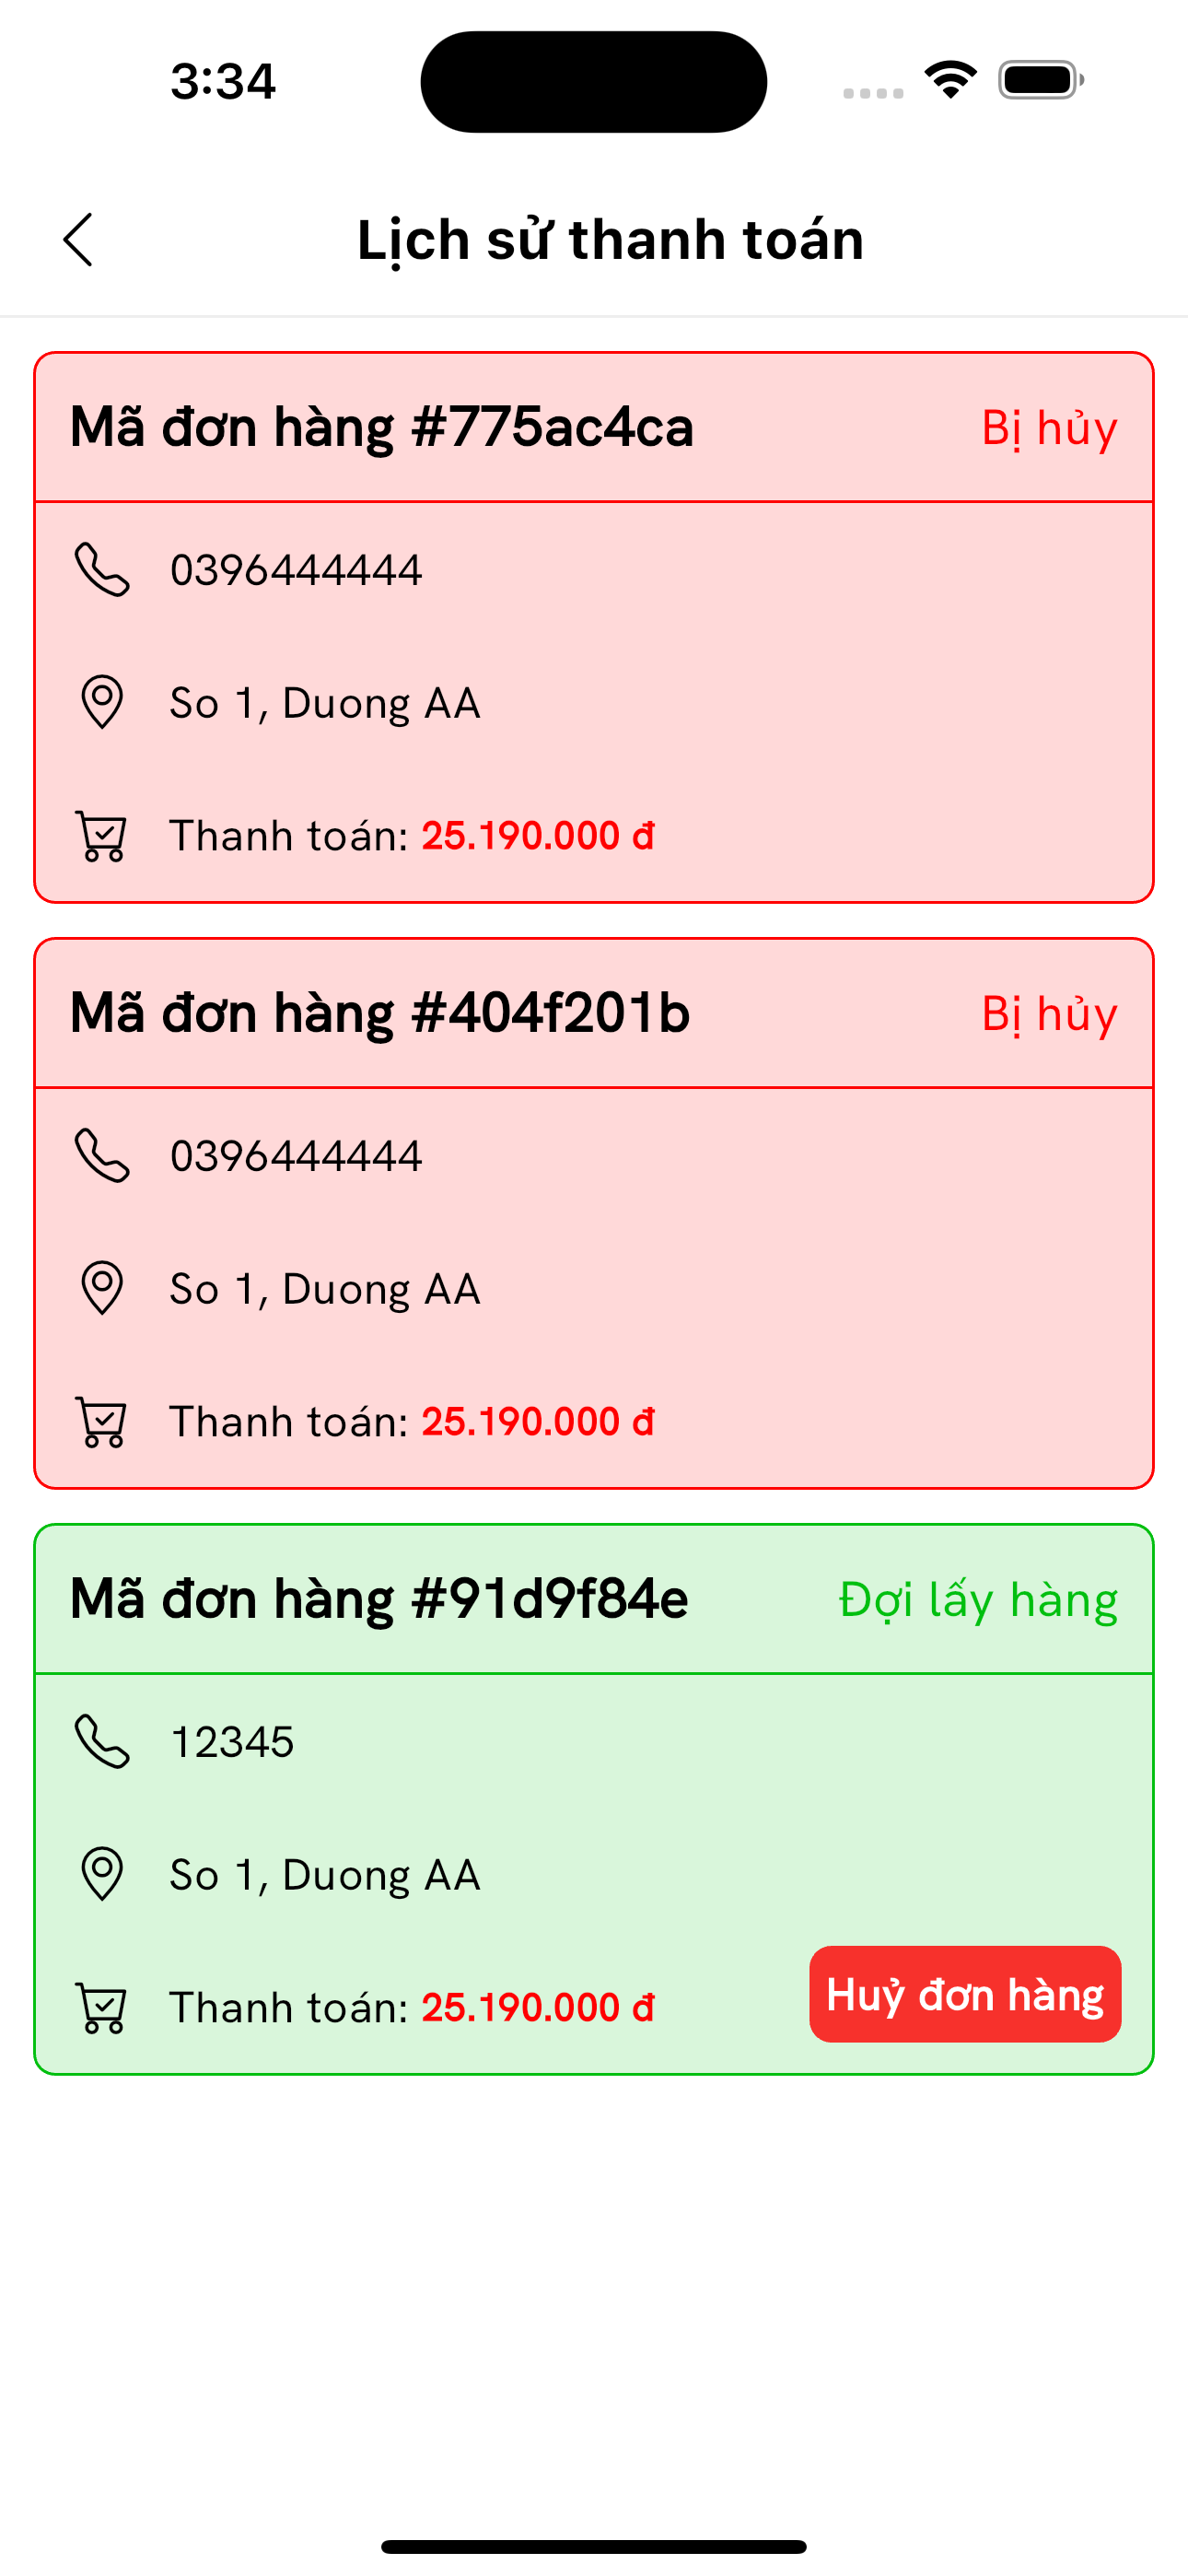 3:34
Lịch sử thanh toán
Mã đơn hàng #775ac4ca Bị hủy
0396444444
So 1, Duong AA
Thanh toán: 25.190.000 đ
Mã đơn hàng #404f201b Bị hủy
0396444444
So 1, Duong AA
Thanh toán: 25.190.000 đ
Mã đơn hàng #91d9f84e Đợi lấy hàng
12345
So 1, Duong AA
Thanh toán: 25.190.000 đ Huỷ đơn hàng